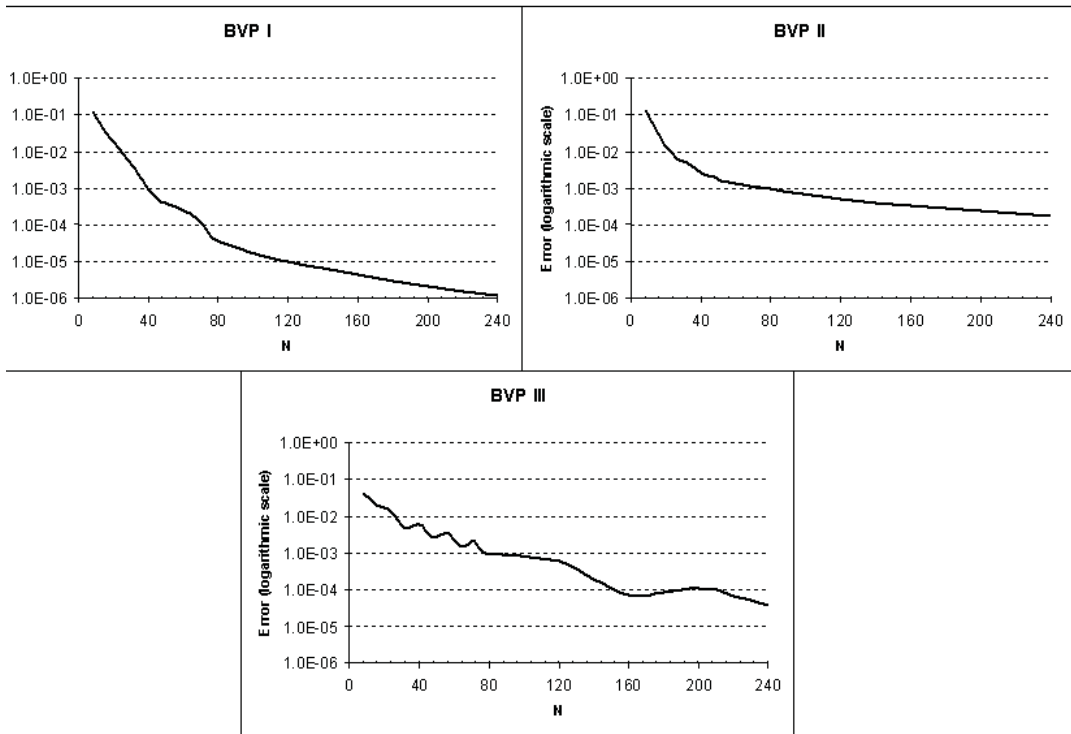 BVP I
1.0E+00
1.0E-01
1.0E-02
1.0E-03
1.0E-04
1.0E-05
1.0E-06
0 40 80 120 160 200 240
N
BVP II
Error (logarithmic scale)
1.0E+00
1.0E-01
1.0E-02
1.0E-03
1.0E-04
1.0E-05
1.0E-06
0 40 80 120 160 200 240
N
BVP III
Error (logarithmic scale)
1.0E+00
1.0E-01
1.0E-02
1.0E-03
1.0E-04
1.0E-05
1.0E-06
0 40 80 120 160 200 240
N